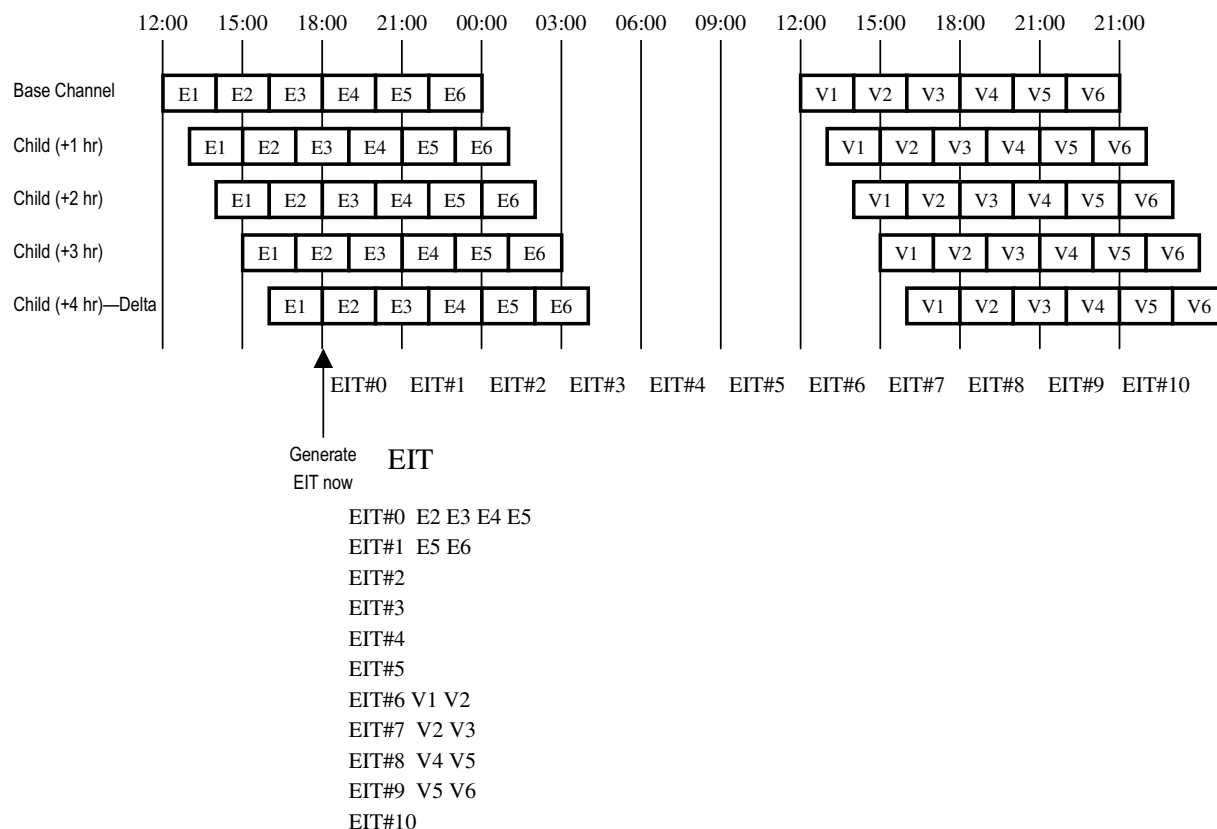 12:00 15:00 18:00 21:00 00:00 03:00 06:00 09:00 12:00 15:00 18:00 21:00 21:00
Base Channel E1 E2 E3 E4 E5 E6 V1 V2 V3 V4 V5 V6
Child (+1 hr) E1 E2 E3 E4 E5 E6 V1 V2 V3 V4 V5 V6
Child (+2 hr) E1 E2 E3 E4 E5 E6 V1 V2 V3 V4 V5 V6
Child (+3 hr) E1 E2 E3 E4 E5 E6 V1 V2 V3 V4 V5 V6
Child (+4 hr)—Delta E1 E2 E3 E4 E5 E6 V1 V2 V3 V4 V5 V6
EIT#0 EIT#1 EIT#2 EIT#3 EIT#4 EIT#5 EIT#6 EIT#7 EIT#8 EIT#9 EIT#10
Generate
EIT now
EIT
EIT#0 E2 E3 E4 E5
EIT#1 E5 E6
EIT#2
EIT#3
EIT#4
EIT#5
EIT#6 V1 V2
EIT#7 V2 V3
EIT#8 V4 V5
EIT#9 V5 V6
EIT#10